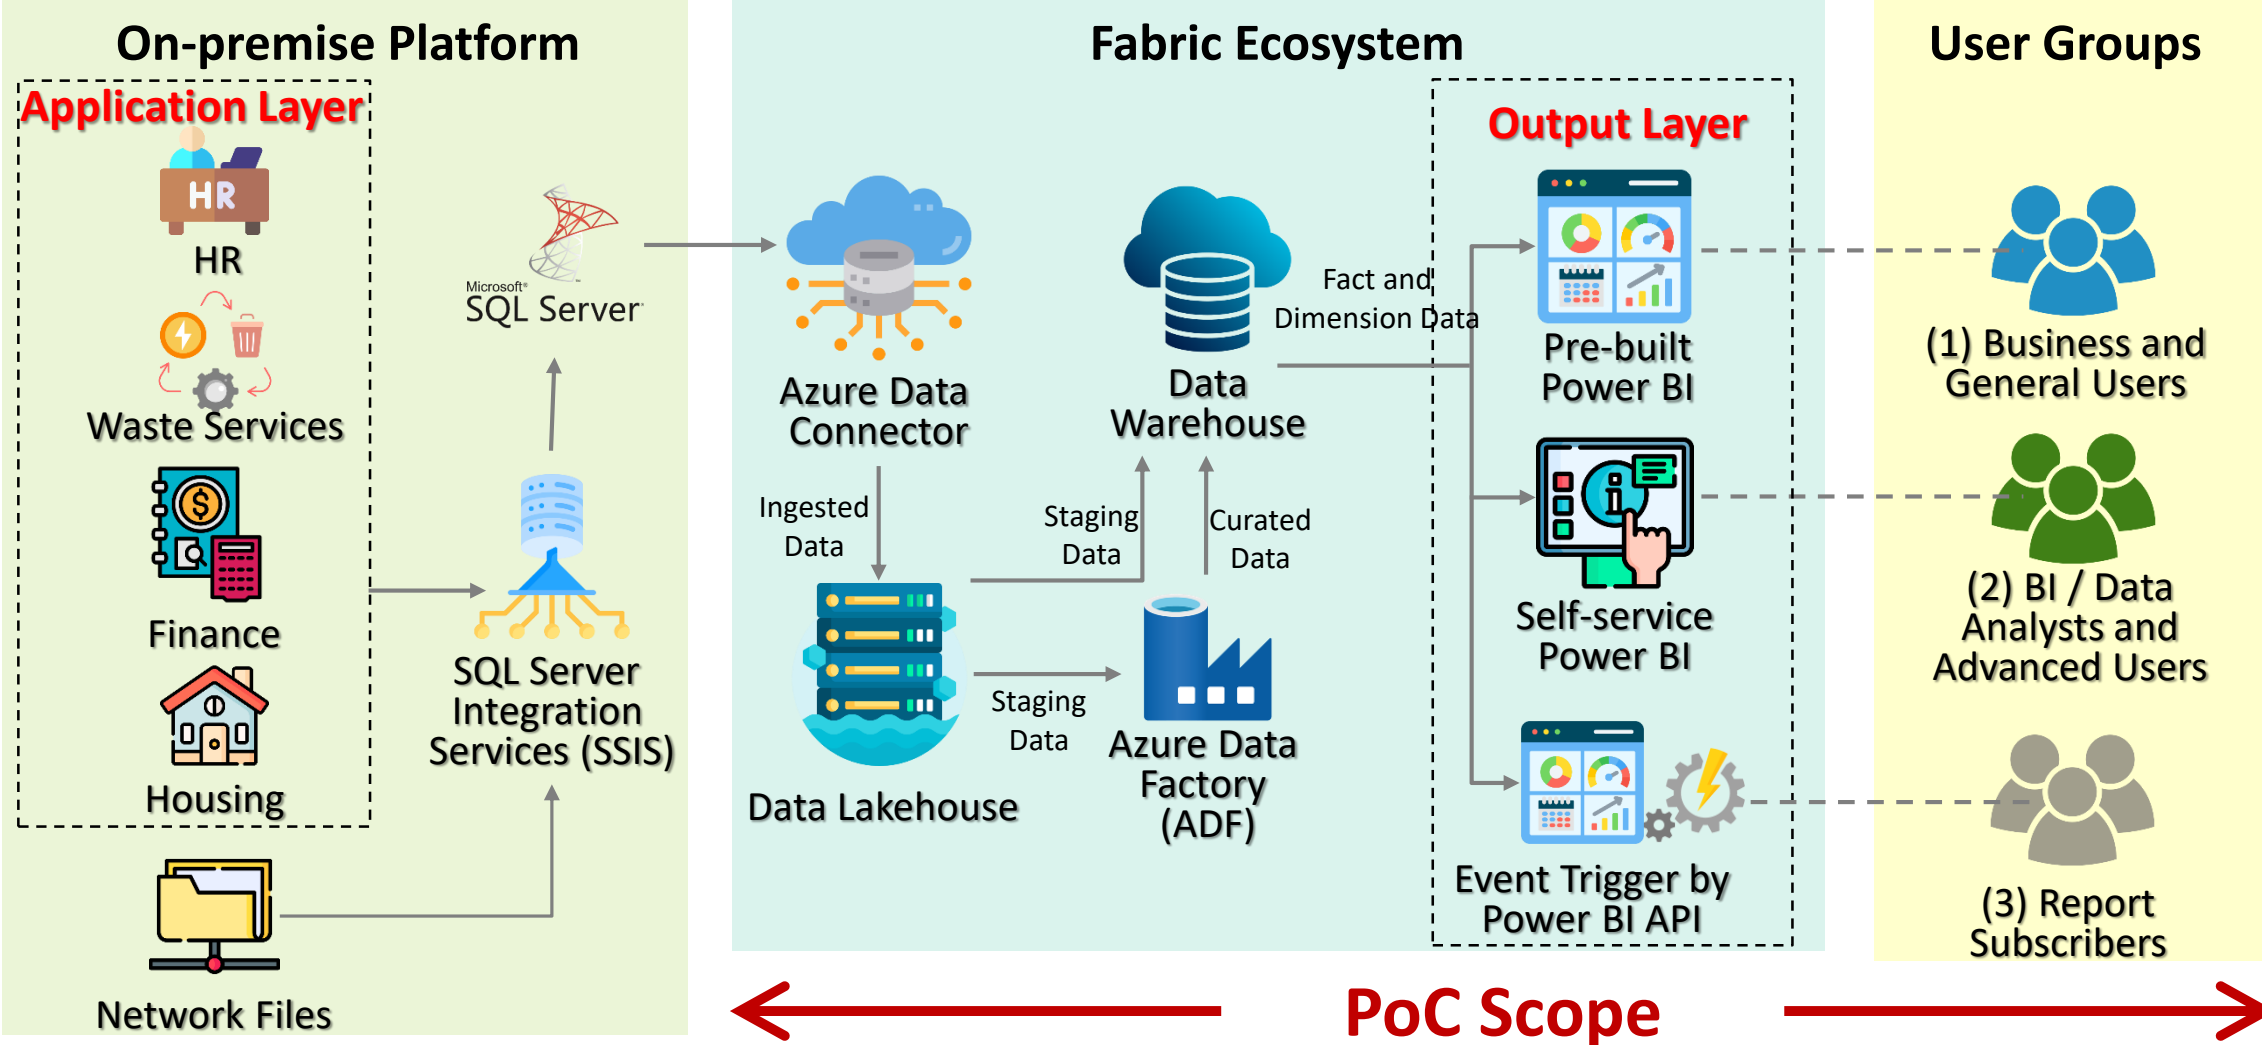 On-premise Platform
Application Layer
HR
HR
Waste Services
Finance
Housing
Network Files
Microsoft®
SQL Server
SQL Server
Integration
Services (SSIS)
Fabric Ecosystem
Azure Data
Connector
Ingested
Data
Data Lakehouse
Staging
Data
Staging
Data
Azure Data
Factory
(ADF)
Curated
Data
Data
Warehouse
Fact and
Dimension Data
Output Layer
Pre-built
Power BI
Self-service
Power BI
Event Trigger by
Power BI API
User Groups
(1) Business and
General Users
(2) BI / Data
Analysts and
Advanced Users
(3) Report
Subscribers
PoC Scope